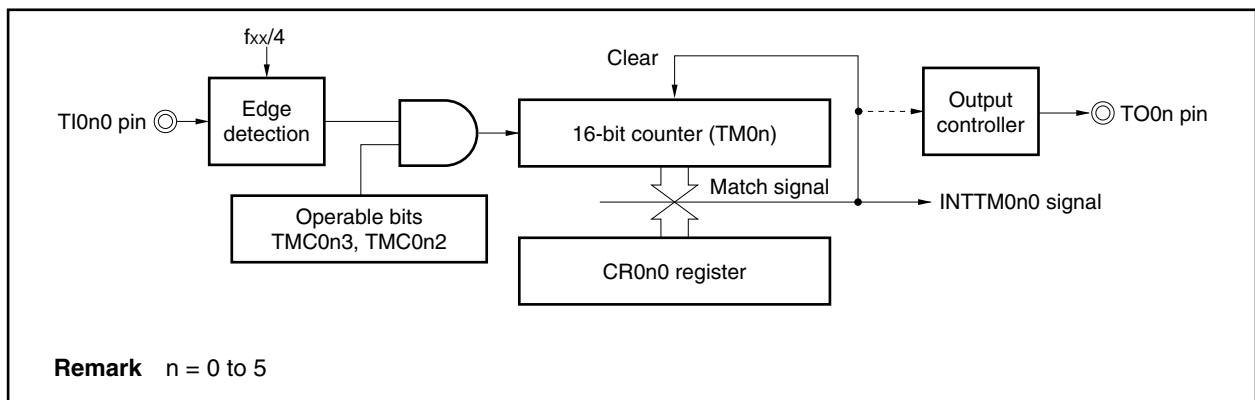 fxx/4
Clear
TI0n0 pin
Edge
detection
16-bit counter (TM0n)
Output
controller
TO0n pin
Match signal
INTTM0n0 signal
Operable bits
TMC0n3, TMC0n2
CR0n0 register
Remark n = 0 to 5